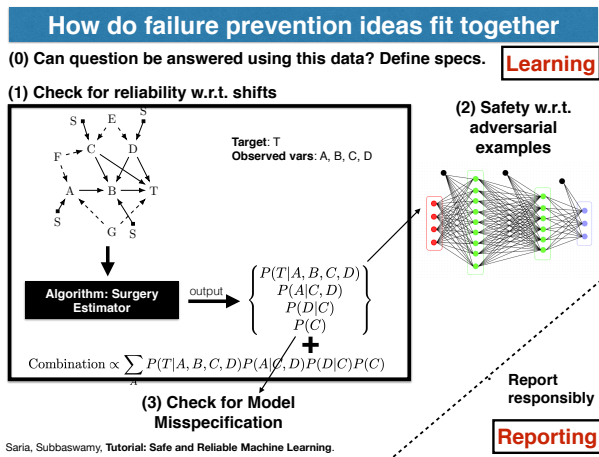 How do failure prevention ideas fit together
(0) Can question be answered using this data? Define specs.
Learning
(1) Check for reliability w.r.t. shifts
S
E
S
C
D
F
A
B
T
S
G
S
Target: T
Observed vars: A, B, C, D
(2) Safety w.r.t.
adversarial
examples
Algorithm: Surgery
Estimator
output
P(T|A, B, C, D)
P(A|C, D)
P(D|C)
P(C)
+
Combination ∝ ∑_A P(T|A, B, C, D)P(A|C, D)P(D|C)P(C)
(3) Check for Model
Misspecification
Report
responsibly
Reporting
Saria, Subbaswamy, Tutorial: Safe and Reliable Machine Learning.